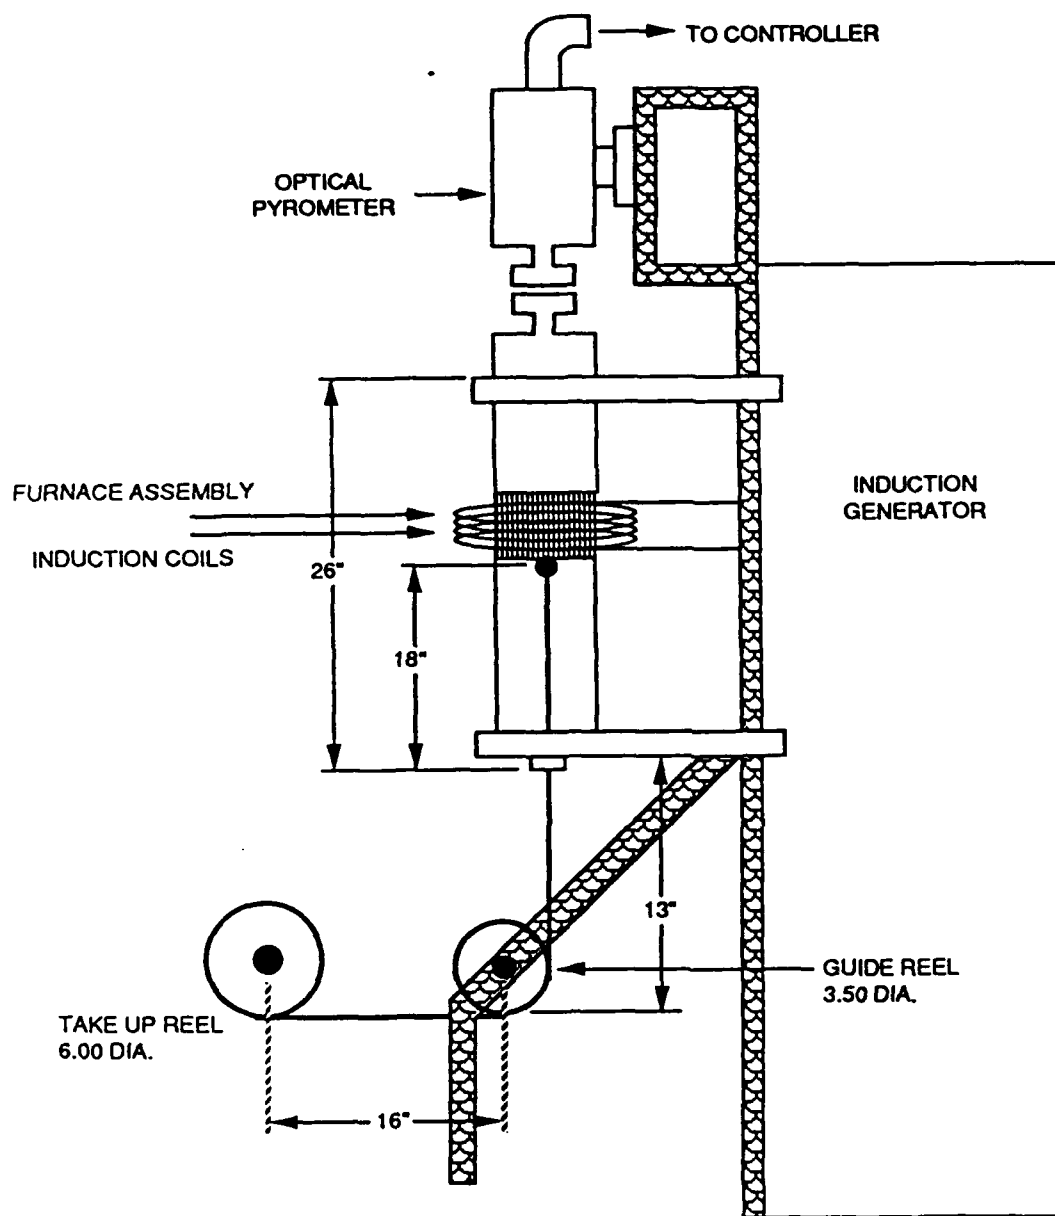 TO CONTROLLER
OPTICAL
PYROMETER
FURNACE ASSEMBLY
INDUCTION COILS
INDUCTION
GENERATOR
26"
18"
13"
GUIDE REEL
3.50 DIA.
TAKE UP REEL
6.00 DIA.
16"